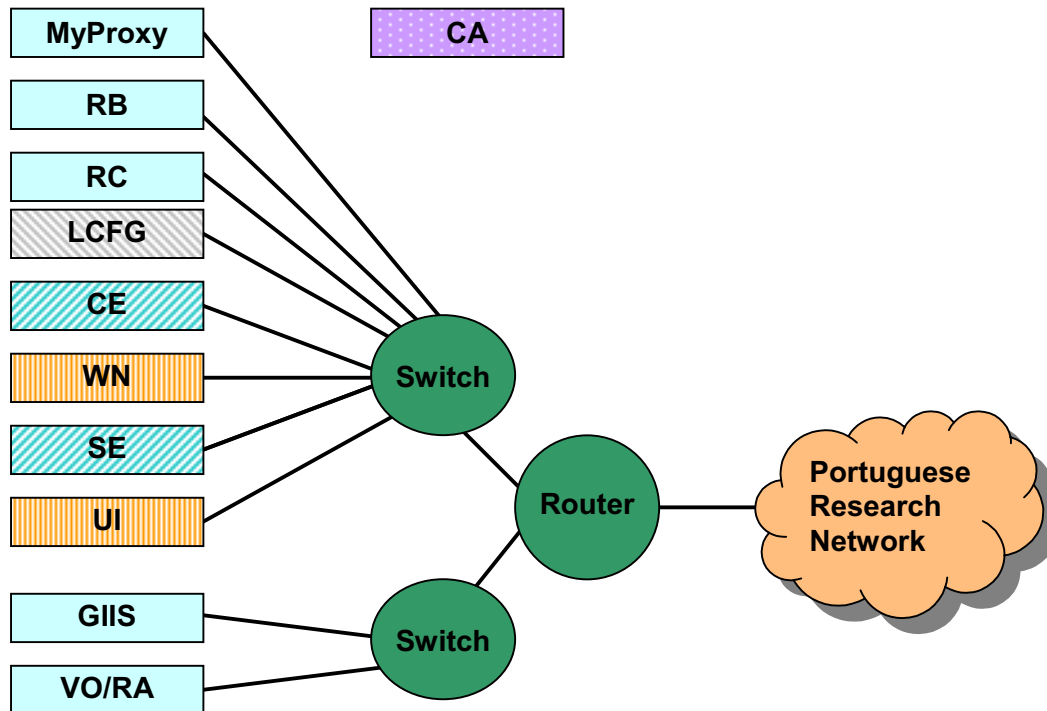 MyProxy
CA
RB
RC
LCFG
CE
WN
Switch
SE
UI
Router
Portuguese
Research
Network
GIIS
Switch
VO/RA